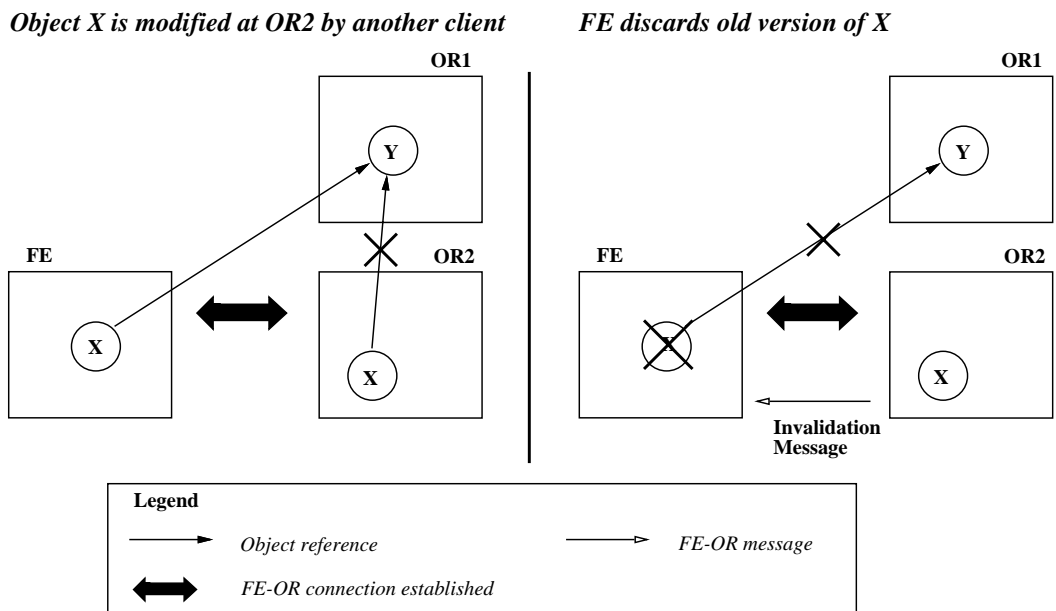 Object X is modified at OR2 by another client
FE discards old version of X
OR1
Y
FE
OR2
X
X
OR1
Y
FE
OR2
X
X
Invalidation
Message
Legend
Object reference
FE-OR message
FE-OR connection established